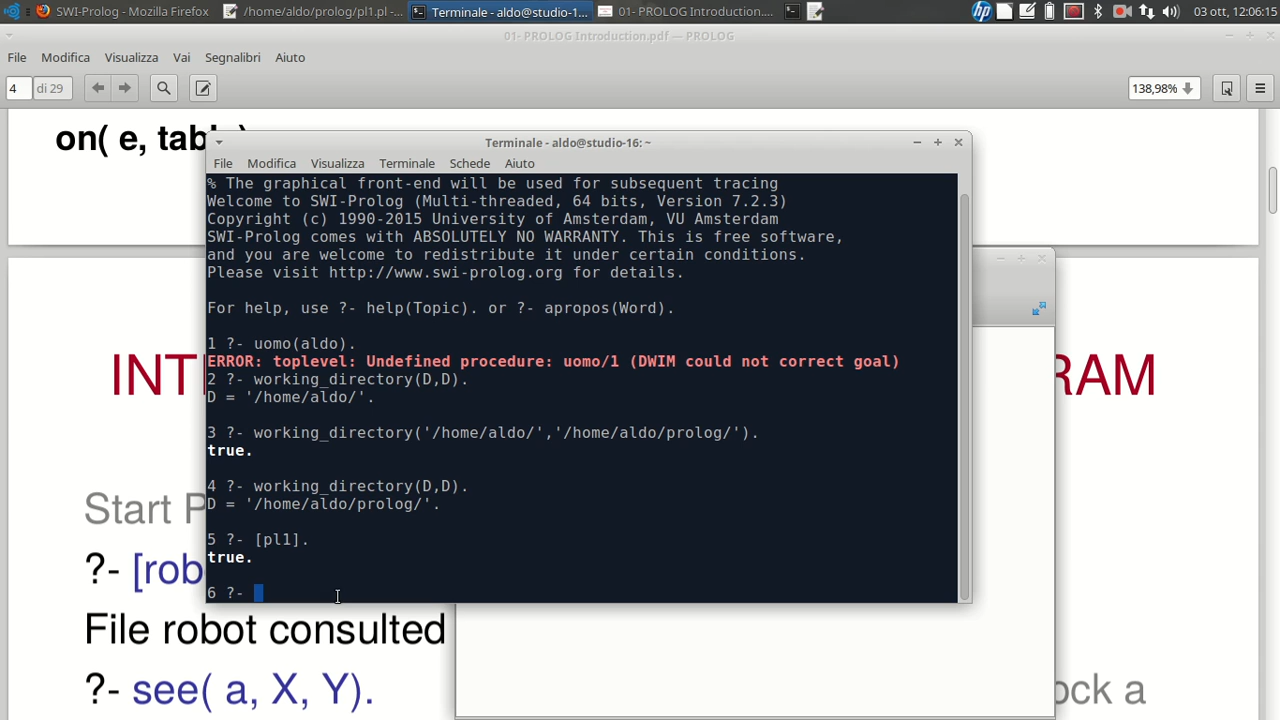 SWI-Prolog - Mozilla Firefox
/home/aldo/prolog/pl1.pl -...
Terminale - aldo@studio-1...
01- PROLOG Introduction....
03 ott, 12:06:15
01- PROLOG Introduction.pdf — PROLOG
File Modifica Visualizza Vai Segnalibri Aiuto
4 di 29
138,98%
on( e, table )
Terminale - aldo@studio-16: ~
File Modifica Visualizza Terminale Schede Aiuto
% The graphical front-end will be used for subsequent tracing
Welcome to SWI-Prolog (Multi-threaded, 64 bits, Version 7.2.3)
Copyright (c) 1990-2015 University of Amsterdam, VU Amsterdam
SWI-Prolog comes with ABSOLUTELY NO WARRANTY. This is free software,
and you are welcome to redistribute it under certain conditions.
Please visit http://www.swi-prolog.org for details.
For help, use ?- help(Topic). or ?- apropos(Word).
1 ?- uomo(aldo).
ERROR: toplevel: Undefined procedure: uomo/1 (DWIM could not correct goal)
2 ?- working_directory(D,D).
D = '/home/aldo/'.
3 ?- working_directory('/home/aldo/','/home/aldo/prolog/').
true.
4 ?- working_directory(D,D).
D = '/home/aldo/prolog/'.
5 ?- [pl1].
true.
6 ?-
INT
RAM
Start P
?- [rob
File robot consulted
?- see( a, X, Y).
ock a